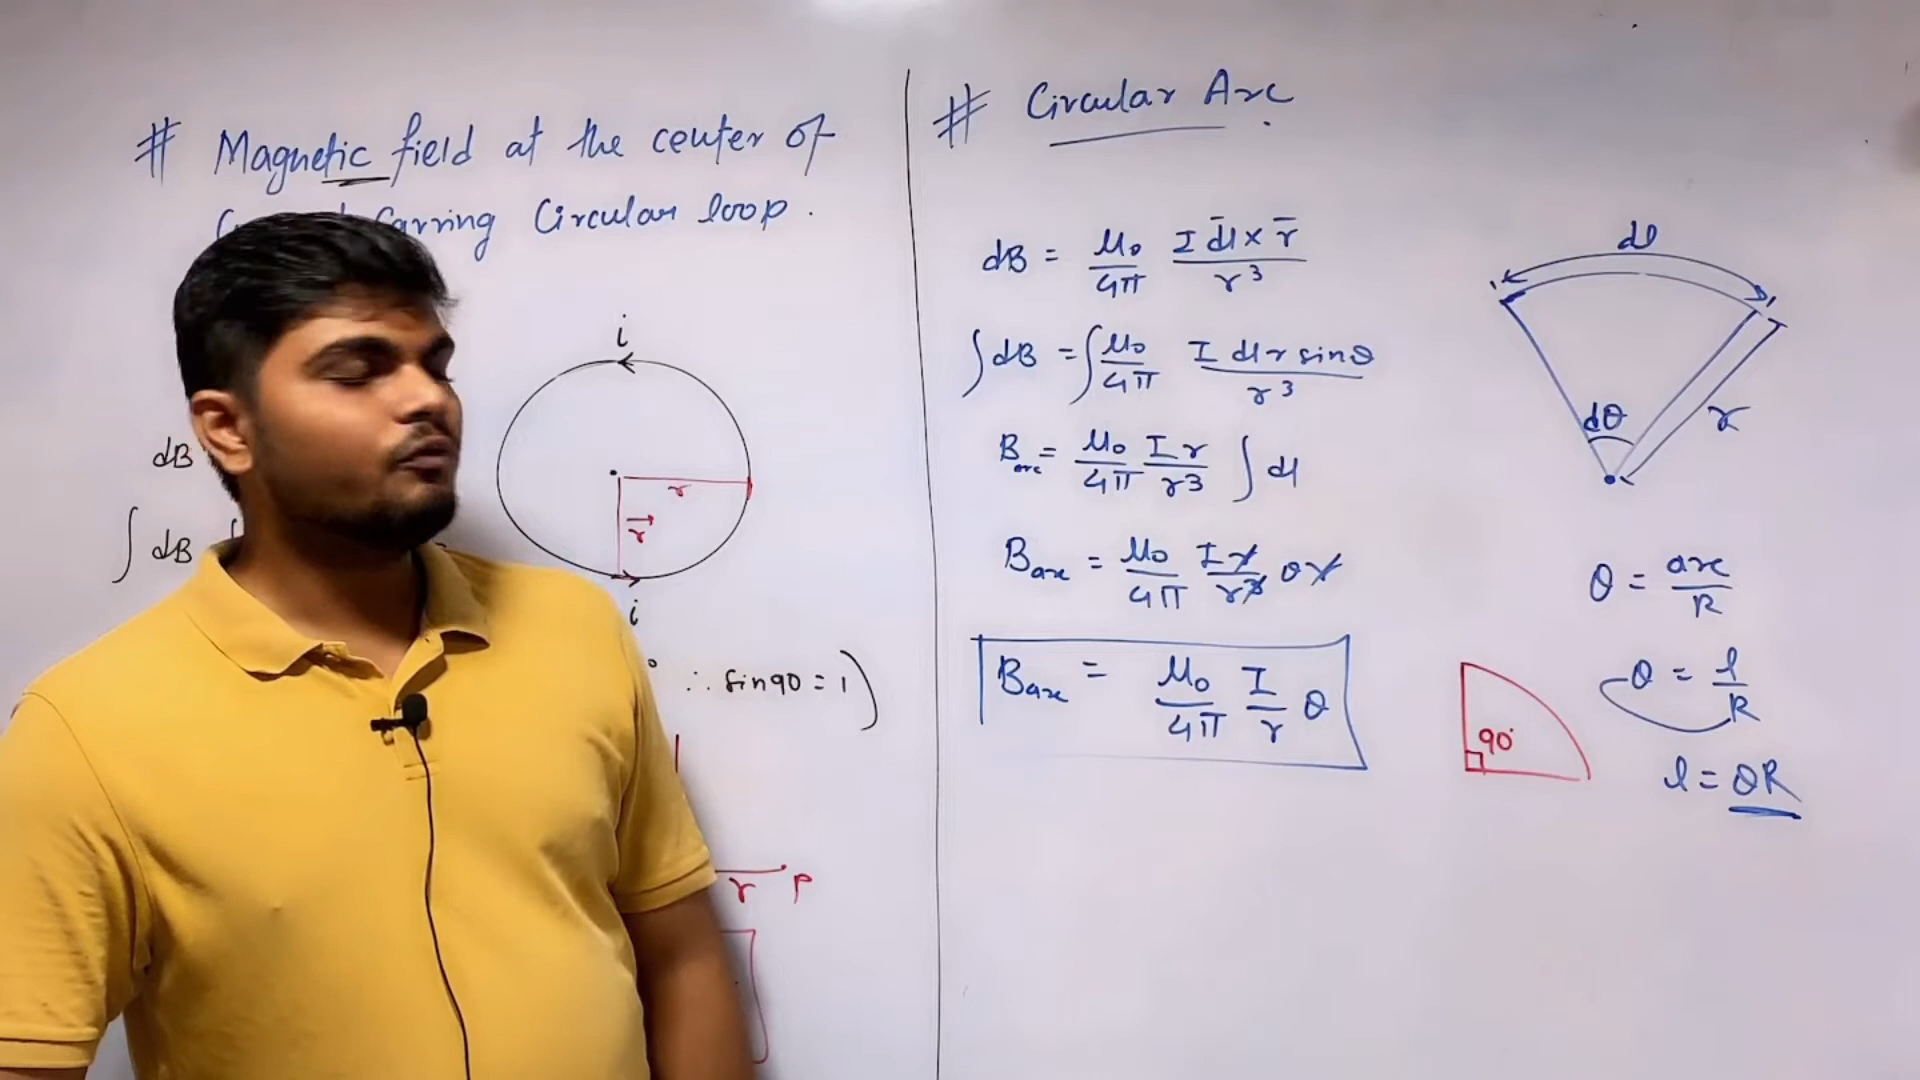 # Magnetic field at the center of
Carring Circular loop.
i
dB
r
r⃗
∫ dB
i
° ∴ sin90 = 1)
r P
# Circular Arc
dB = μ₀/4π I d̄l × r̄/r³
∫ dB = ∫ μ₀/4π I dl r sinθ/r³
B_arc = μ₀/4π I r/r³ ∫ dl
B_arc = μ₀/4π I r/r³ θ r
B_arc = μ₀/4π I/r θ
dl
dθ
r
θ = arc/R
θ = l/R
90°
l = θR